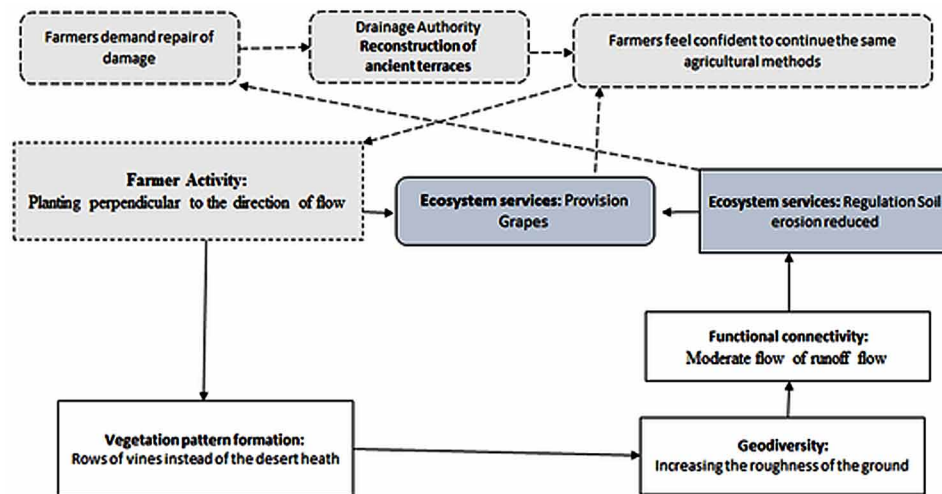 Farmers demand repair of
damage
Drainage Authority
Reconstruction of
ancient terraces
Farmers feel confident to continue the same
agricultural methods
Farmer Activity:
Planting perpendicular to the direction of flow
Ecosystem services: Provision
Grapes
Ecosystem services: Regulation Soil
erosion reduced
Functional connectivity:
Moderate flow of runoff flow
Vegetation pattern formation:
Rows of vines instead of the desert heath
Geodiversity:
Increasing the roughness of the ground